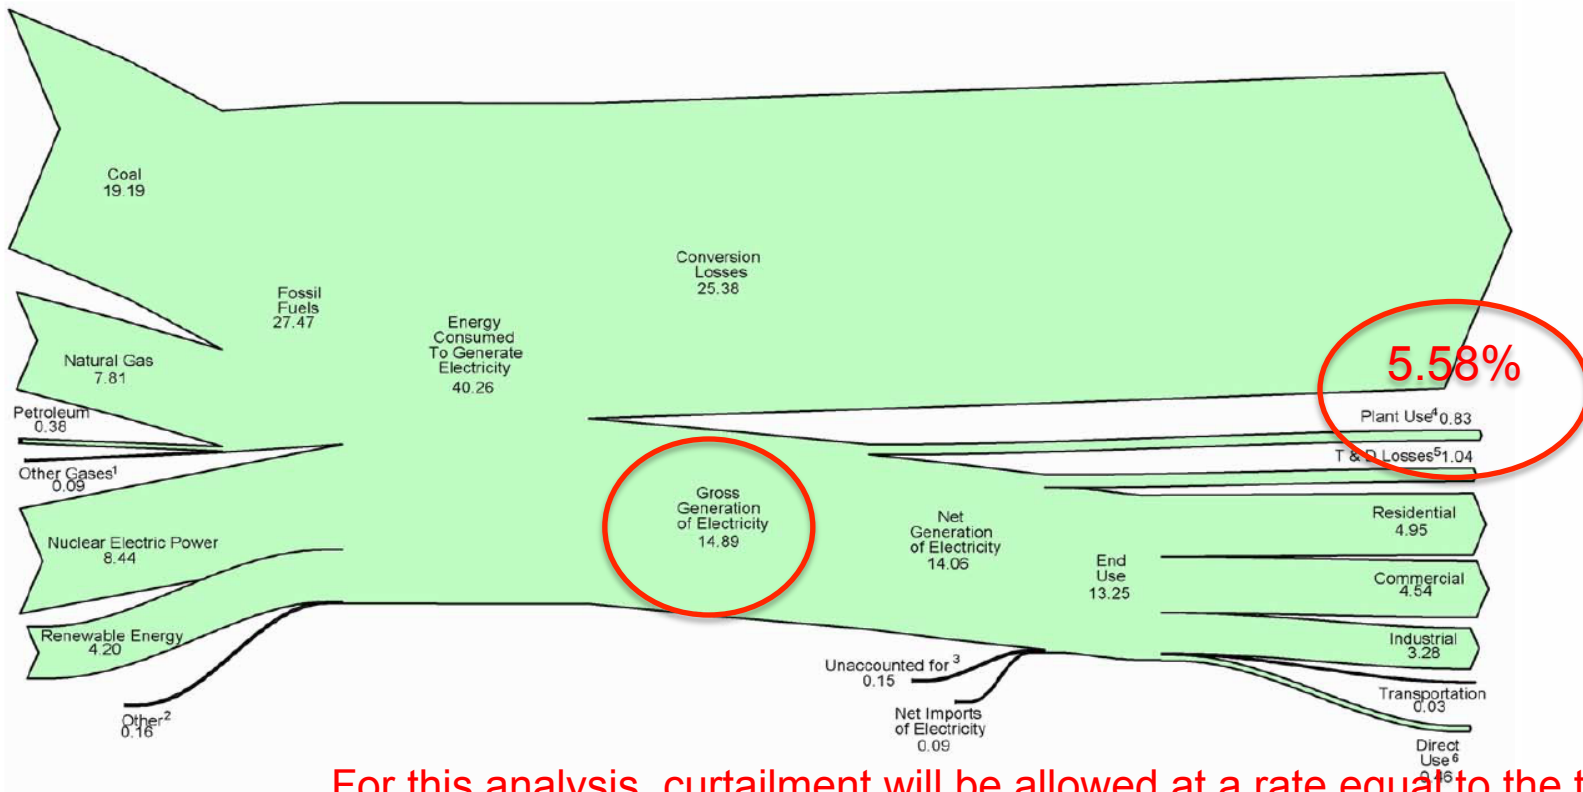 Coal
19.19
Fossil
Fuels
27.47
Natural Gas
7.81
Petroleum
0.38
Other Gases¹
0.09
Nuclear Electric Power
8.44
Renewable Energy
4.20
Other²
0.16
Energy
Consumed
To Generate
Electricity
40.26
Conversion
Losses
25.38
Gross
Generation
of Electricity
14.89
Net
Generation
of Electricity
14.06
Unaccounted for ³
0.15
Net Imports
of Electricity
0.09
End
Use
13.25
5.58%
Plant Use⁴ 0.83
T & D Losses⁵ 1.04
Residential
4.95
Commercial
4.54
Industrial
3.28
Transportation
0.03
Direct
Use⁶
0.46
For this analysis, curtailment will be allowed at a rate equal to the t